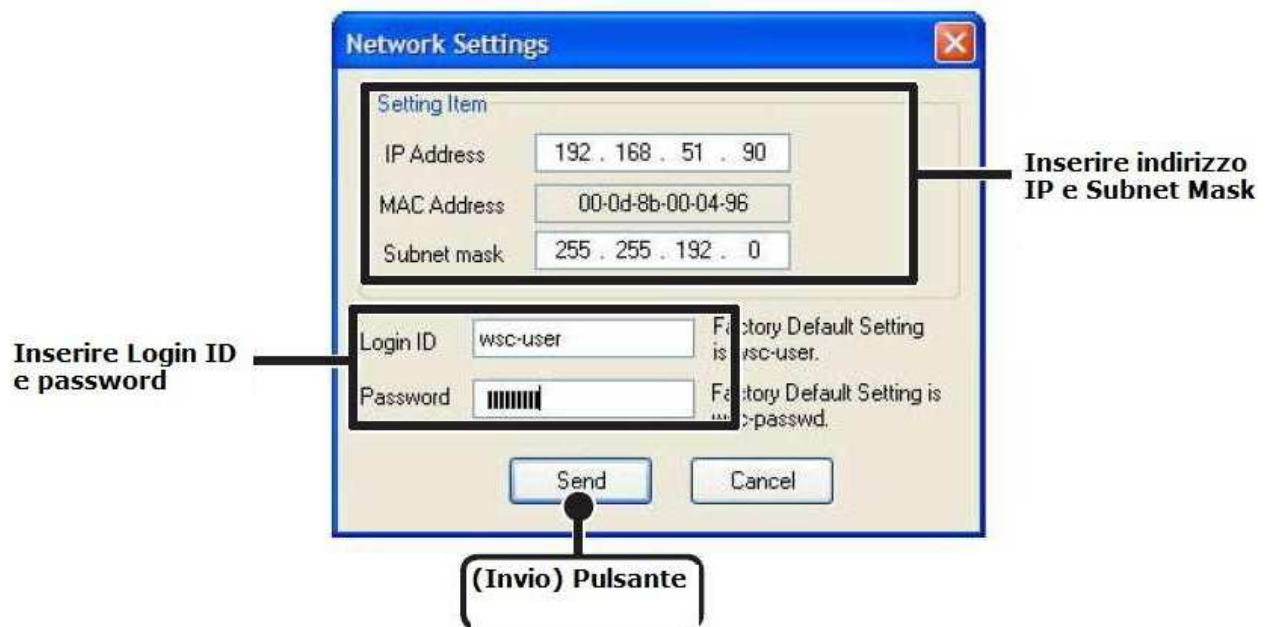 Network Settings
Setting Item
IP Address 192 . 168 . 51 . 90
MAC Address 00-0d-8b-00-04-96
Subnet mask 255 . 255 . 192 . 0
Inserire indirizzo
IP e Subnet Mask
Inserire Login ID
e password
Login ID wsc-user
Factory Default Setting
is wsc-user.
Password
Factory Default Setting is
wsc-passwd.
Send Cancel
(Invio) Pulsante